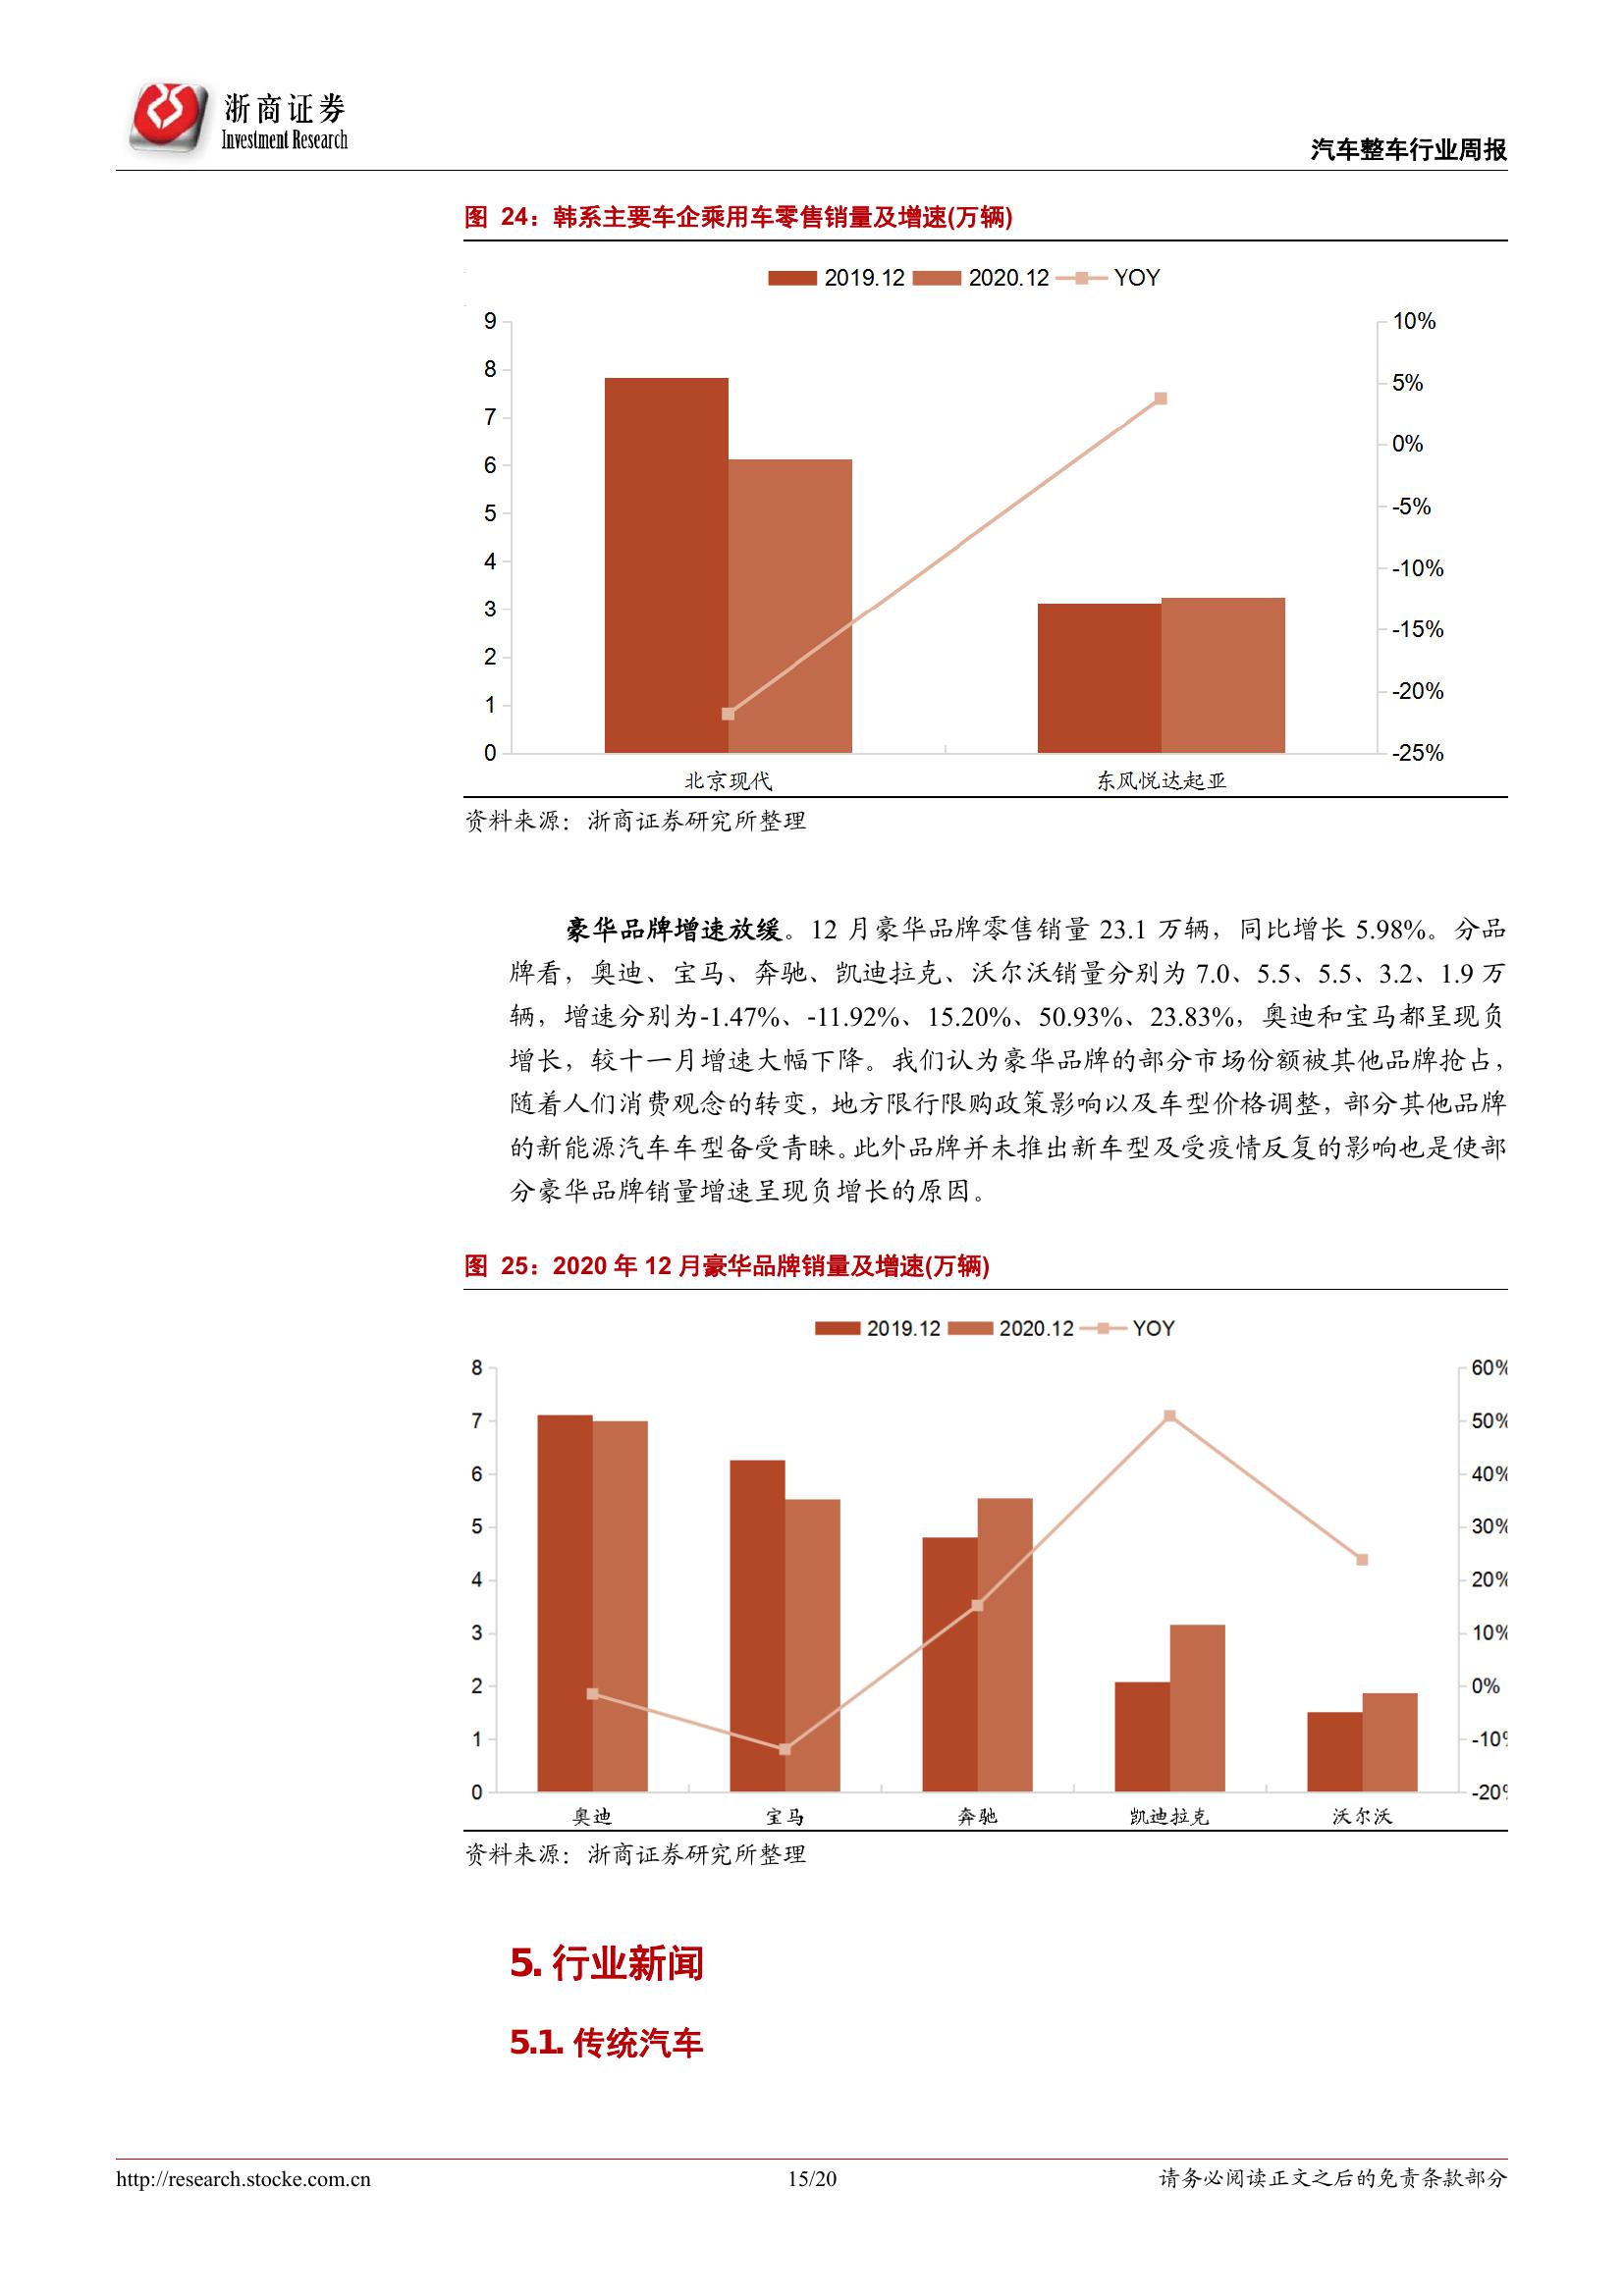 浙商证券
Investment Research
汽车整车行业周报
图 24：韩系主要车企乘用车零售销量及增速(万辆)
2019.12 2020.12 YOY
9 10%
8 5%
7 0%
6 -5%
5 -10%
4 -15%
3 -20%
2 -25%
1
0
北京现代 东风悦达起亚
资料来源：浙商证券研究所整理
豪华品牌增速放缓。12 月豪华品牌零售销量 23.1 万辆，同比增长 5.98%。分品
牌看，奥迪、宝马、奔驰、凯迪拉克、沃尔沃销量分别为 7.0、5.5、5.5、3.2、1.9 万
辆，增速分别为-1.47%、-11.92%、15.20%、50.93%、23.83%，奥迪和宝马都呈现负
增长，较十一月增速大幅下降。我们认为豪华品牌的部分市场份额被其他品牌抢占，
随着人们消费观念的转变，地方限行限购政策影响以及车型价格调整，部分其他品牌
的新能源汽车车型备受青睐。此外品牌并未推出新车型及受疫情反复的影响也是使部
分豪华品牌销量增速呈现负增长的原因。
图 25：2020 年 12 月豪华品牌销量及增速(万辆)
2019.12 2020.12 YOY
8 60%
7 50%
6 40%
5 30%
4 20%
3 10%
2 0%
1 -10%
0 -20%
奥迪 宝马 奔驰 凯迪拉克 沃尔沃
资料来源：浙商证券研究所整理
5. 行业新闻
5.1. 传统汽车
http://research.stocke.com.cn 15/20 请务必阅读正文之后的免责条款部分